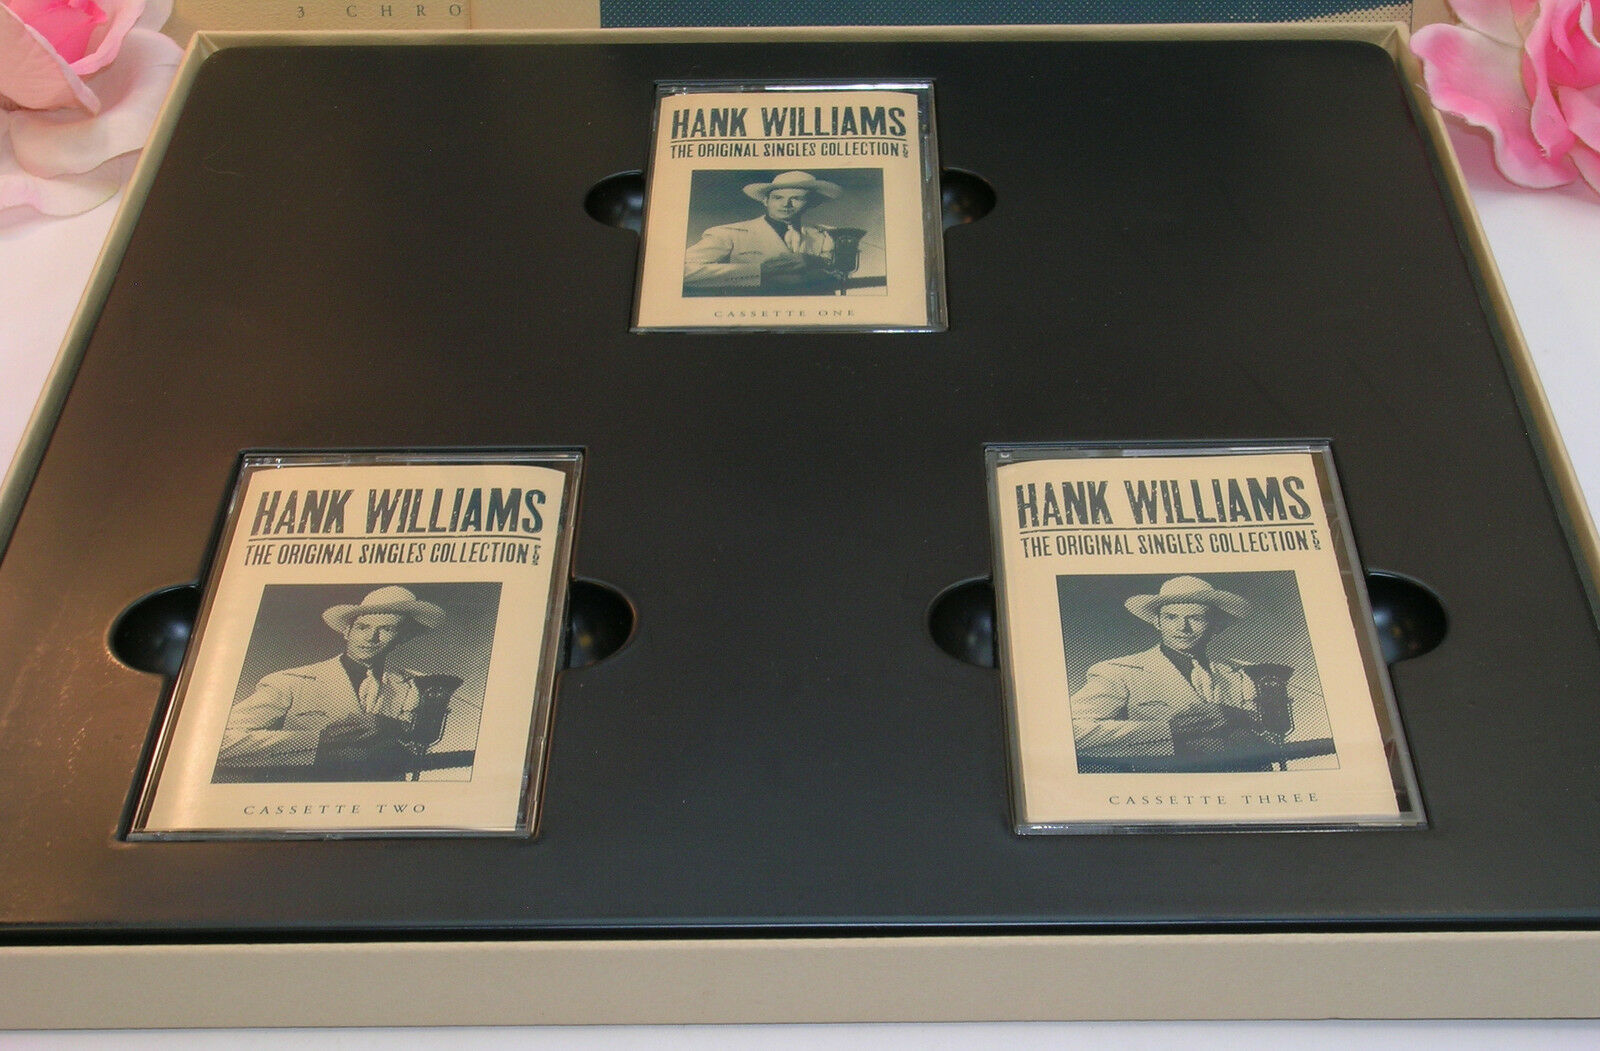 3 CHRO
HANK WILLIAMS
THE ORIGINAL SINGLES COLLECTION
CASSETTE ONE
HANK WILLIAMS
THE ORIGINAL SINGLES COLLECTION
CASSETTE TWO
HANK WILLIAMS
THE ORIGINAL SINGLES COLLECTION
CASSETTE THREE